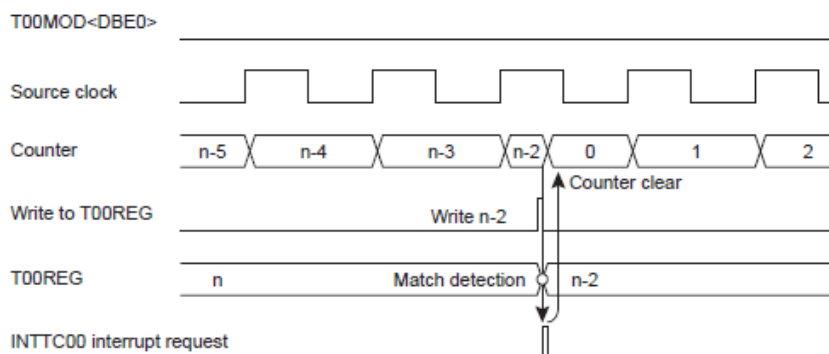 T00MOD<DBE0>
Source clock
Counter n-5 n-4 n-3 n-2 0 1 2
Counter clear
Write to T00REG Write n-2
T00REG n Match detection n-2
INTTC00 interrupt request